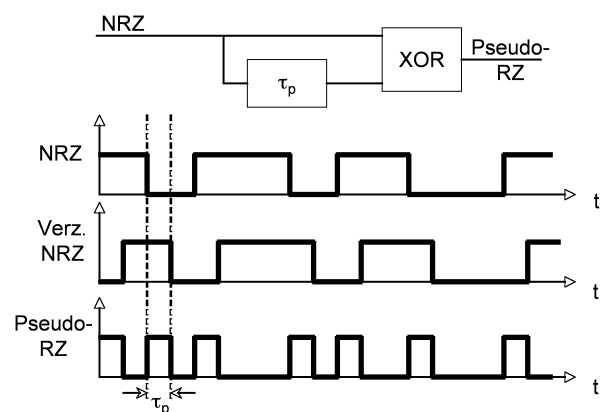 NRZ
XOR
Pseudo-
RZ
τp
NRZ
t
Verz.
NRZ
t
Pseudo-
RZ
t
τp